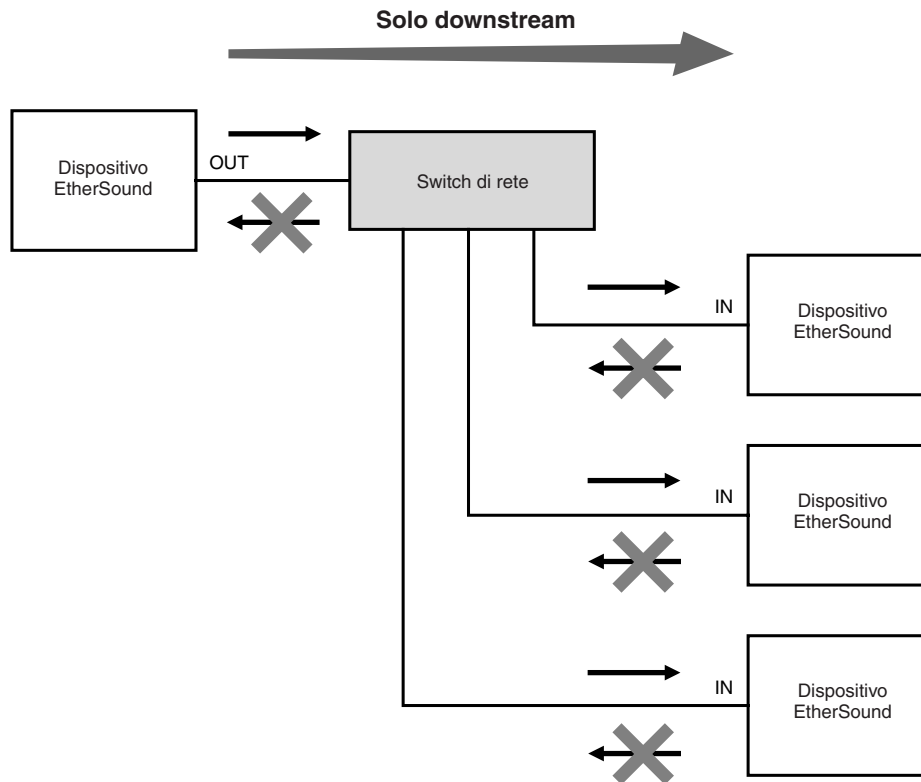 Solo downstream
Dispositivo
EtherSound
OUT
Switch di rete
IN
Dispositivo
EtherSound
IN
Dispositivo
EtherSound
IN
Dispositivo
EtherSound